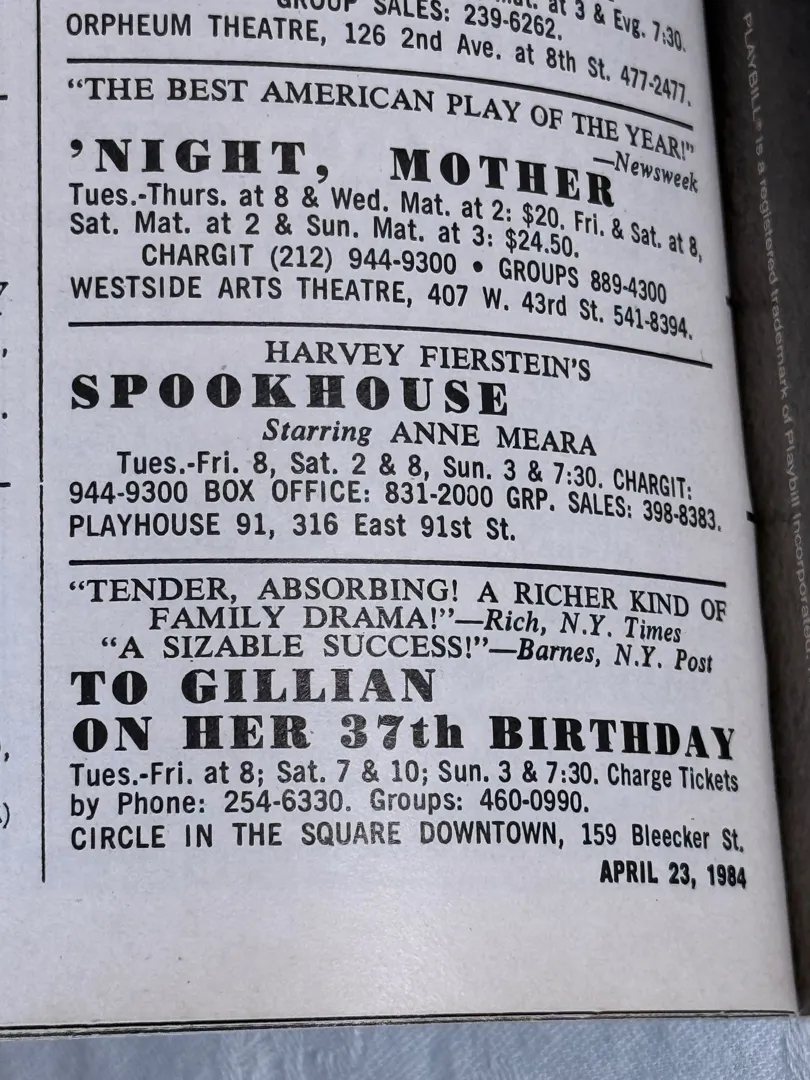 GROUP SALES: 239-6262. at 3 & Evg. 7:30.
ORPHEUM THEATRE, 126 2nd Ave. at 8th St. 477-2477.
“THE BEST AMERICAN PLAY OF THE YEAR!”
—Newsweek
’NIGHT, MOTHER
Tues.-Thurs. at 8 & Wed. Mat. at 2: $20. Fri. & Sat. at 8,
Sat. Mat. at 2 & Sun. Mat. at 3: $24.50.
CHARGIT (212) 944-9300 • GROUPS 889-4300
WESTSIDE ARTS THEATRE, 407 W. 43rd St. 541-8394.
HARVEY FIERSTEIN’S
SPOOKHOUSE
Starring ANNE MEARA
Tues.-Fri. 8, Sat. 2 & 8, Sun. 3 & 7:30. CHARGIT:
944-9300 BOX OFFICE: 831-2000 GRP. SALES: 398-8383.
PLAYHOUSE 91, 316 East 91st St.
“TENDER, ABSORBING! A RICHER KIND OF
FAMILY DRAMA!”—Rich, N.Y. Times
“A SIZABLE SUCCESS!”—Barnes, N.Y. Post
TO GILLIAN
ON HER 37th BIRTHDAY
Tues.-Fri. at 8; Sat. 7 & 10; Sun. 3 & 7:30. Charge Tickets
by Phone: 254-6330. Groups: 460-0990.
CIRCLE IN THE SQUARE DOWNTOWN, 159 Bleecker St.
APRIL 23, 1984
PLAYBILL® is a registered trademark of Playbill Incorporated.